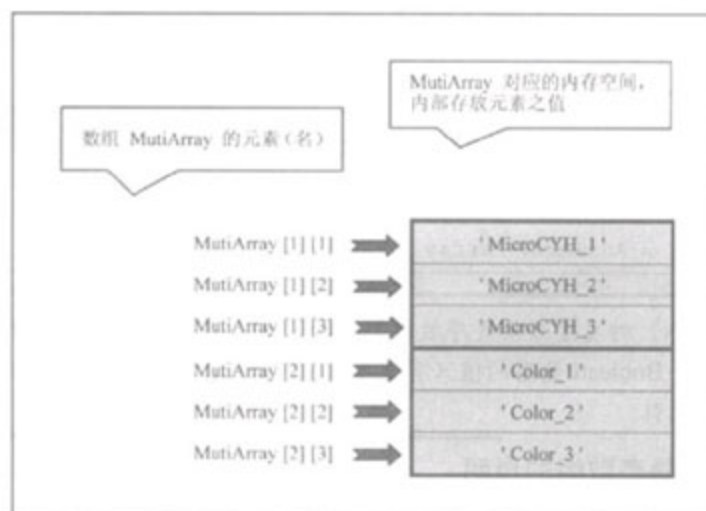 MutiArray 对应的内存空间，
内部存放元素之值
数组 MutiArray 的元素（名）
MutiArray [1] [1] 'MicroCYH_1'
MutiArray [1] [2] 'MicroCYH_2'
MutiArray [1] [3] 'MicroCYH_3'
MutiArray [2] [1] 'Color_1'
MutiArray [2] [2] 'Color_2'
MutiArray [2] [3] 'Color_3'